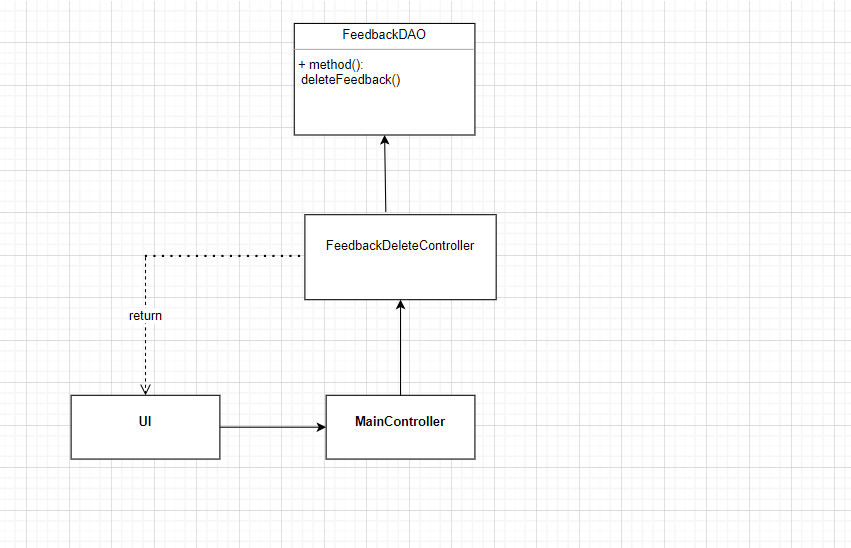 FeedbackDAO
+ method():
deleteFeedback()
FeedbackDeleteController
return
UI
MainController